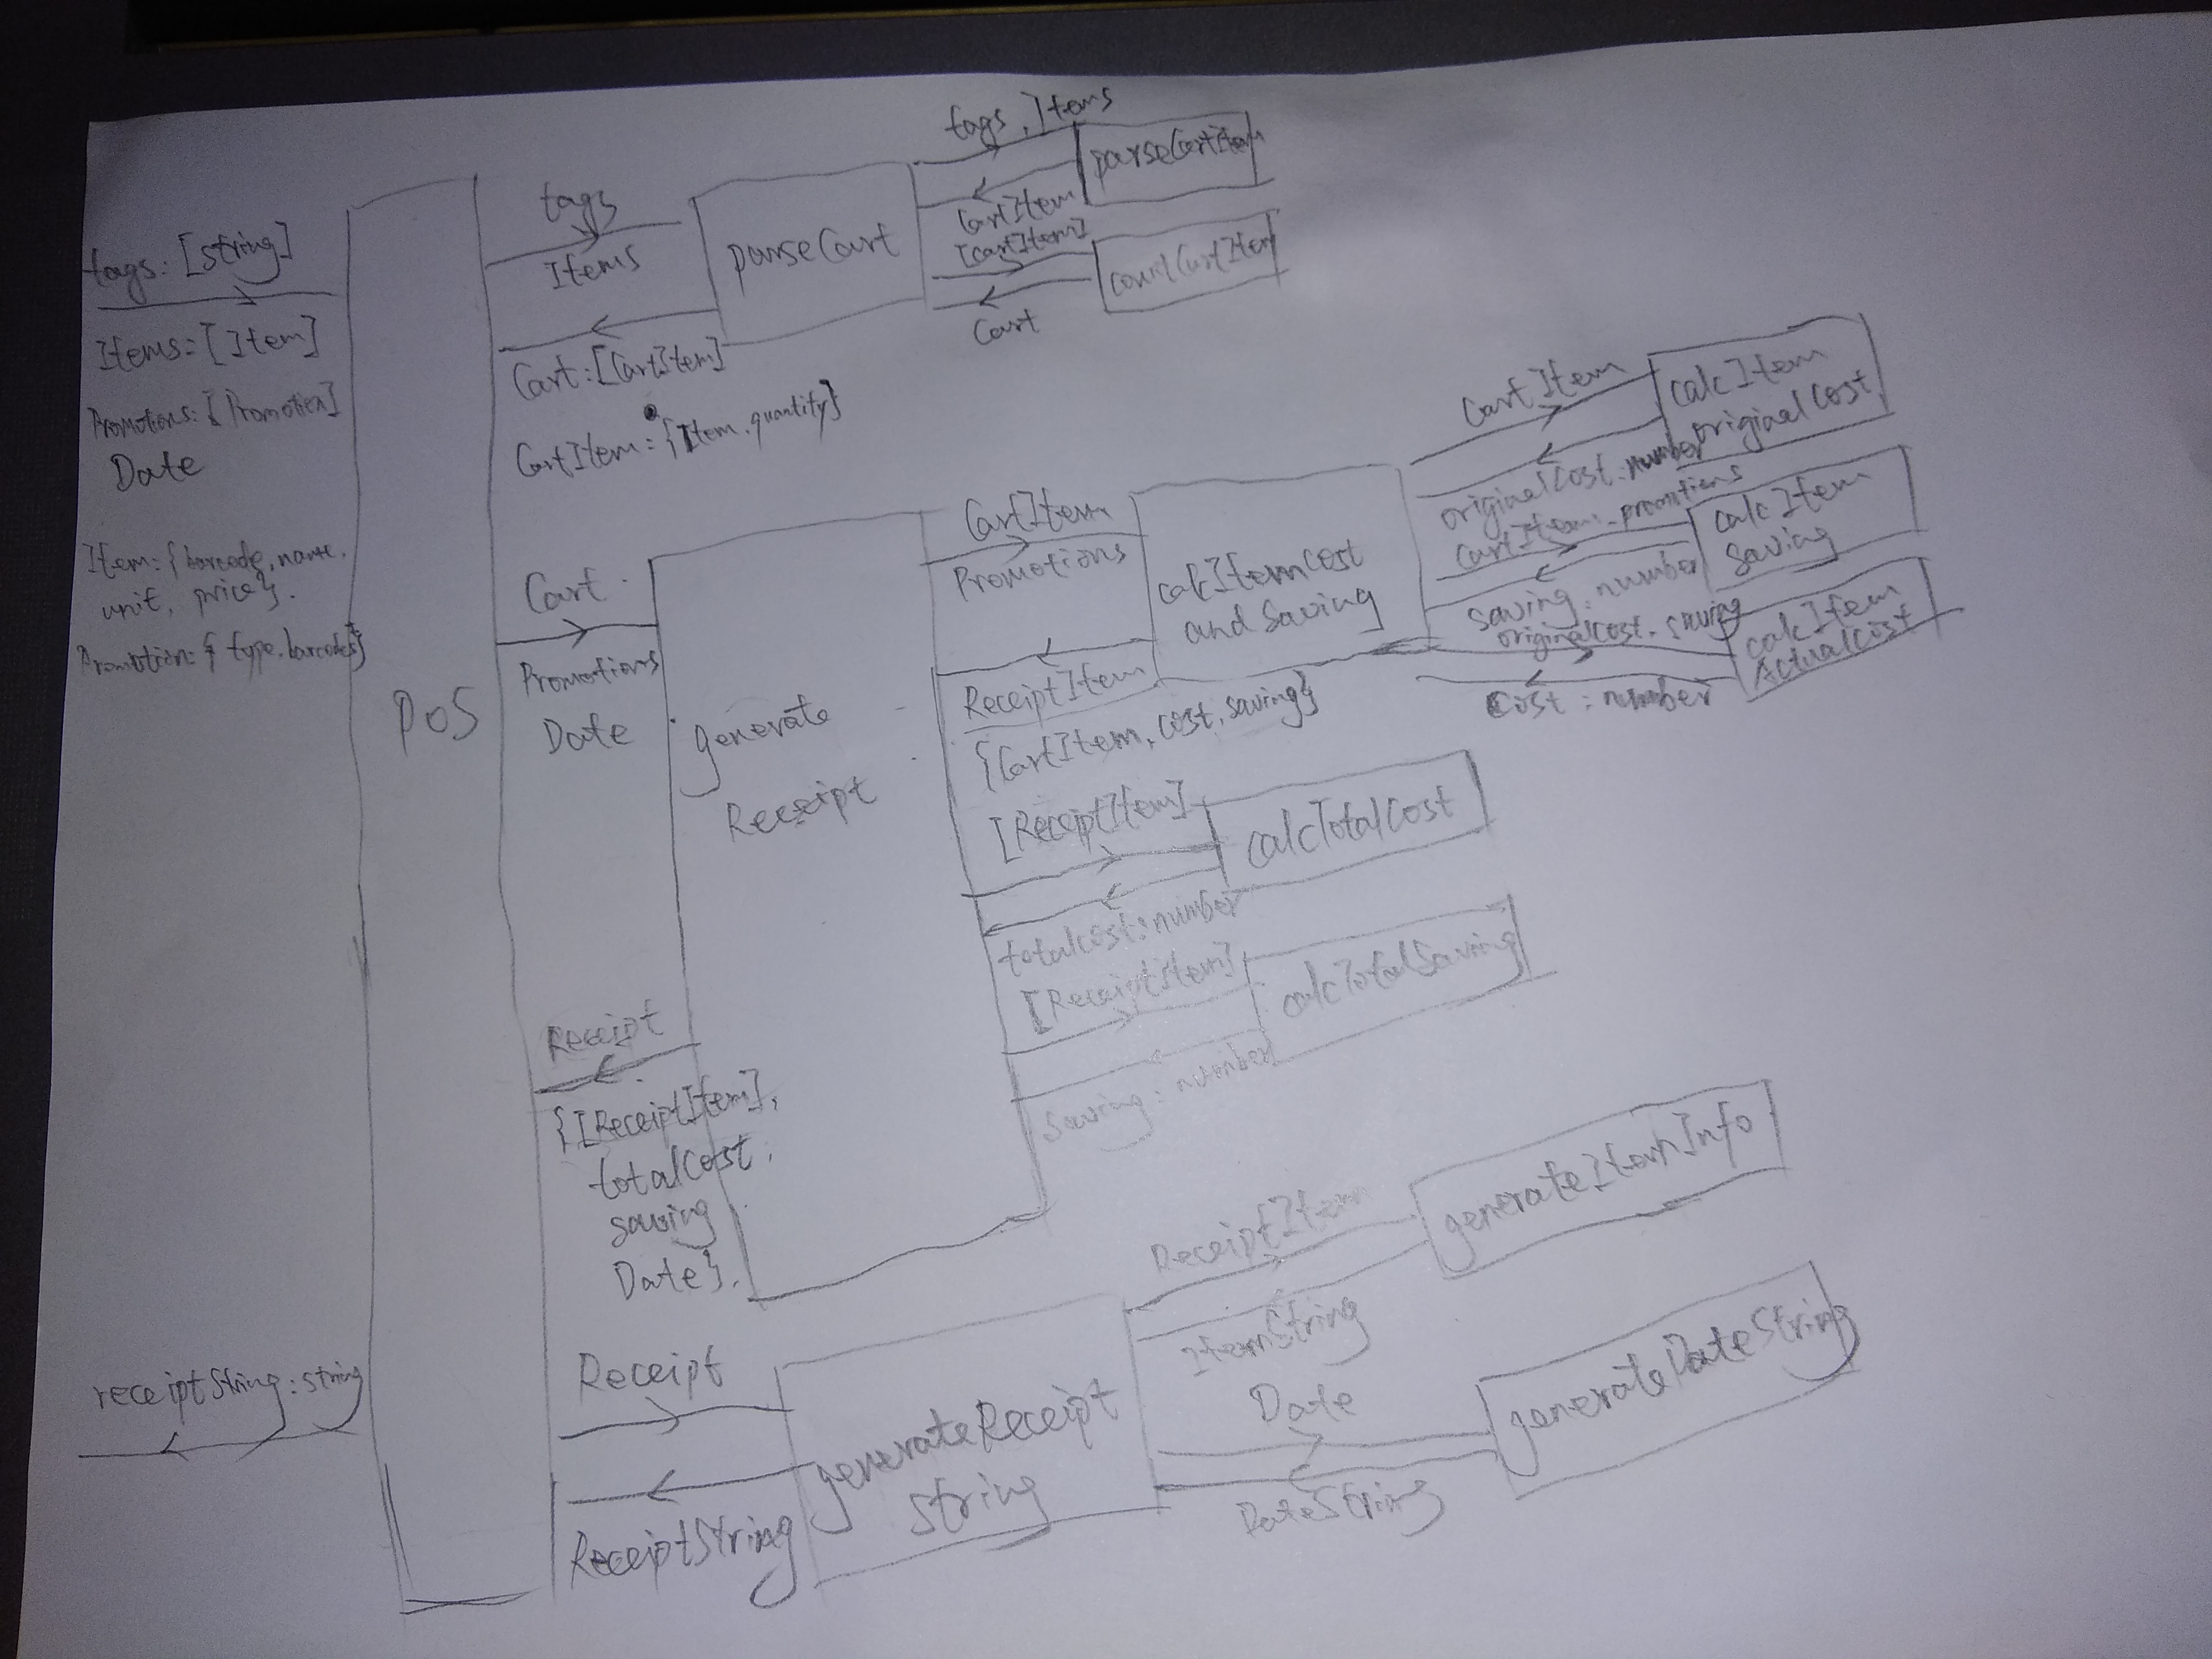 tags: [string]
Items: [Item]
Promotions: [Promotion]
Date
Item: {barcode, name,
unit, price}.
Promotion: { type, barcodes}
receiptString: string
POS
tags
Items
Cart: [CartItem]
CartItem: {Item, quantity}
parseCart
tags, Items
parseCartItem
CartItem
[CartItem]
countCartItem
Cart
Cart
Promotions
Date
generate
Receipt
CartItem
Promotions
calcItemCost
and Saving
ReceiptItem
{CartItem, cost, saving}
CartItem
calcItem
originalCost
originalCost: number
CartItem, promotions
calcItem
Saving
saving: number
originalCost, saving
calcItem
ActualCost
Cost: number
[ReceiptItem]
calcTotalCost
totalCost: number
[ReceiptItem]
calcTotalSaving
Saving: number
Receipt
{[ReceiptItem],
totalCost,
saving
Date}.
Receipt
ReceiptString
generateReceipt
String
ReceiptItem
generateItemInfo
ItemString
Date
generateDateString
DateString